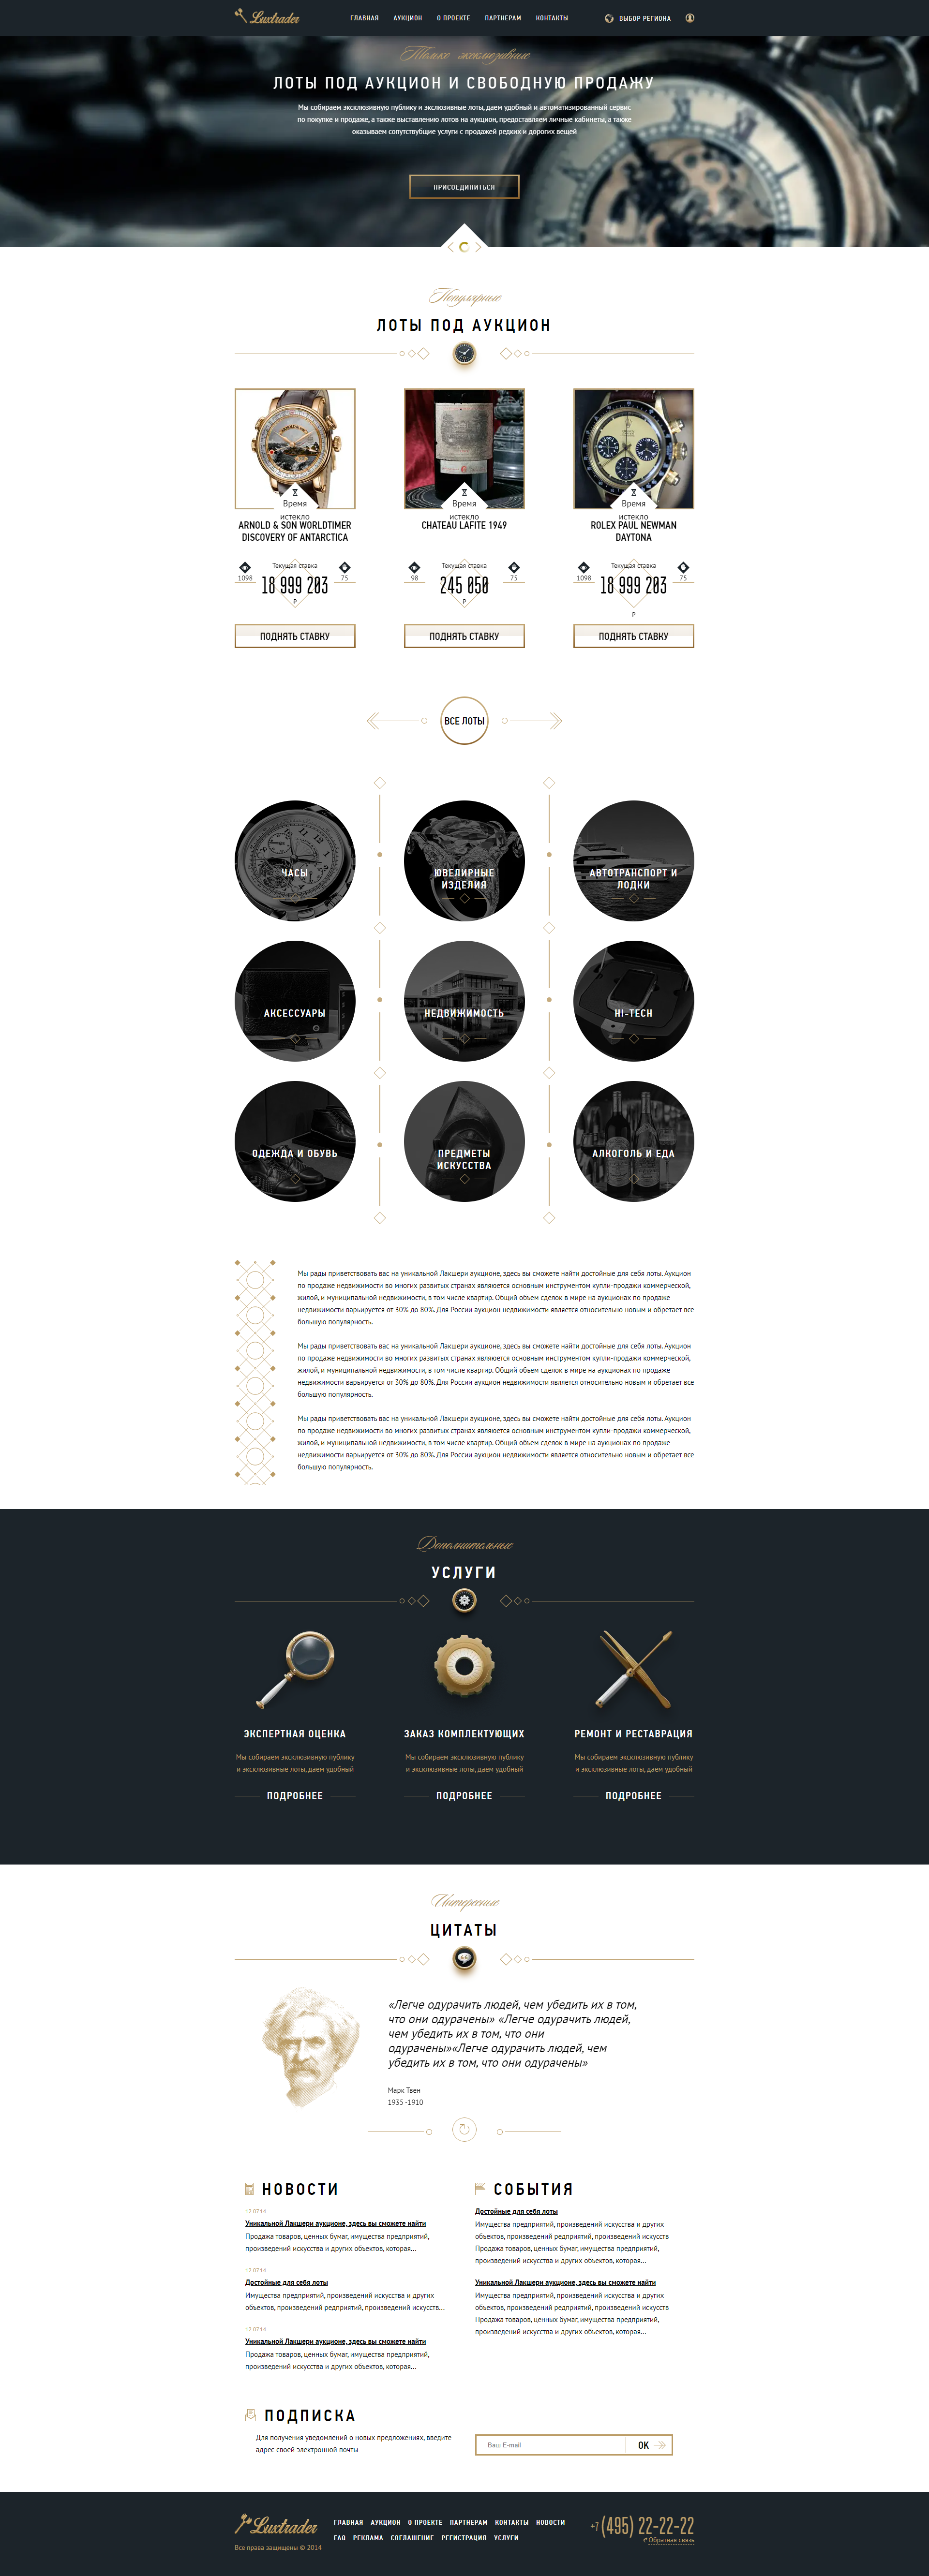 Luxtrader
ГЛАВНАЯ АУКЦИОН О ПРОЕКТЕ ПАРТНЕРАМ КОНТАКТЫ
ВЫБОР РЕГИОНА
Только эксклюзивные
ЛОТЫ ПОД АУКЦИОН И СВОБОДНУЮ ПРОДАЖУ
Мы собираем эксклюзивную публику и экслюзивные лоты, даем удобный и автоматизированный сервис
по покупке и продаже, а также выставлению лотов на аукцион, предоставляем личные кабинеты, а также
оказываем сопутствубщие услуги с продажей редких и дорогих вещей
ПРИСОЕДИНИТЬСЯ
Популярные
ЛОТЫ ПОД АУКЦИОН
Время
истекло
ARNOLD & SON WORLDTIMER
DISCOVERY OF ANTARCTICA
1098
Текущая ставка
18 999 203
₽
75
ПОДНЯТЬ СТАВКУ
Время
истекло
CHATEAU LAFITE 1949
98
Текущая ставка
245 050
₽
75
ПОДНЯТЬ СТАВКУ
Время
истекло
ROLEX PAUL NEWMAN
DAYTONA
1098
Текущая ставка
18 999 203
₽
75
ПОДНЯТЬ СТАВКУ
ВСЕ ЛОТЫ
ЧАСЫ
ЮВЕЛИРНЫЕ
ИЗДЕЛИЯ
АВТОТРАНСПОРТ И
ЛОДКИ
АКСЕССУАРЫ
НЕДВИЖИМОСТЬ
HI-TECH
ОДЕЖДА И ОБУВЬ
ПРЕДМЕТЫ
ИСКУССТВА
АЛКОГОЛЬ И ЕДА
Мы рады приветствовать вас на уникальной Лакшери аукционе, здесь вы сможете найти достойные для себя лоты. Аукцион
по продаже недвижимости во многих развитых странах являюется основным инструментом купли-продажи коммерческой,
жилой, и муниципальной недвижимости, в том числе квартир. Общий объем сделок в мире на аукционах по продаже
недвижимости варьируется от 30% до 80%. Для России аукцион недвижимости является относительно новым и обретает все
большую популярность.
Мы рады приветствовать вас на уникальной Лакшери аукционе, здесь вы сможете найти достойные для себя лоты. Аукцион
по продаже недвижимости во многих развитых странах являюется основным инструментом купли-продажи коммерческой,
жилой, и муниципальной недвижимости, в том числе квартир. Общий объем сделок в мире на аукционах по продаже
недвижимости варьируется от 30% до 80%. Для России аукцион недвижимости является относительно новым и обретает все
большую популярность.
Мы рады приветствовать вас на уникальной Лакшери аукционе, здесь вы сможете найти достойные для себя лоты. Аукцион
по продаже недвижимости во многих развитых странах являюется основным инструментом купли-продажи коммерческой,
жилой, и муниципальной недвижимости, в том числе квартир. Общий объем сделок в мире на аукционах по продаже
недвижимости варьируется от 30% до 80%. Для России аукцион недвижимости является относительно новым и обретает все
большую популярность.
Дополнительные
УСЛУГИ
ЭКСПЕРТНАЯ ОЦЕНКА
Мы собираем эксклюзивную публику
и эксклюзивные лоты, даем удобный
ПОДРОБНЕЕ
ЗАКАЗ КОМПЛЕКТУЮЩИХ
Мы собираем эксклюзивную публику
и эксклюзивные лоты, даем удобный
ПОДРОБНЕЕ
РЕМОНТ И РЕСТАВРАЦИЯ
Мы собираем эксклюзивную публику
и эксклюзивные лоты, даем удобный
ПОДРОБНЕЕ
Интересные
ЦИТАТЫ
«Легче одурачить людей, чем убедить их в том,
что они одурачены» «Легче одурачить людей,
чем убедить их в том, что они
одурачены»«Легче одурачить людей, чем
убедить их в том, что они одурачены»
Марк Твен
1935 -1910
НОВОСТИ
12.07.14
Уникальной Лакшери аукционе, здесь вы сможете найти
Продажа товаров, ценных бумаг, имущества предприятий,
произведений искусства и других объектов, которая...
12.07.14
Достойные для себя лоты
Имущества предприятий, произведений искусства и других
объектов, произведений редприятий, произведений искусств...
12.07.14
Уникальной Лакшери аукционе, здесь вы сможете найти
Продажа товаров, ценных бумаг, имущества предприятий,
произведений искусства и других объектов, которая...
СОБЫТИЯ
Достойные для себя лоты
Имущества предприятий, произведений искусства и других
объектов, произведений редприятий, произведений искусств
Продажа товаров, ценных бумаг, имущества предприятий,
произведений искусства и других объектов, которая...
Уникальной Лакшери аукционе, здесь вы сможете найти
Имущества предприятий, произведений искусства и других
объектов, произведений редприятий, произведений искусств
Продажа товаров, ценных бумаг, имущества предприятий,
произведений искусства и других объектов, которая...
ПОДПИСКА
Для получения уведомлений о новых предложениях, введите
адрес своей электронной почты
Ваш E-mail
OK
Luxtrader
Все права защищены © 2014
ГЛАВНАЯ АУКЦИОН О ПРОЕКТЕ ПАРТНЕРАМ КОНТАКТЫ НОВОСТИ
FAQ РЕКЛАМА СОГЛАШЕНИЕ РЕГИСТРАЦИЯ УСЛУГИ
+7 (495) 22-22-22
Обратная связь